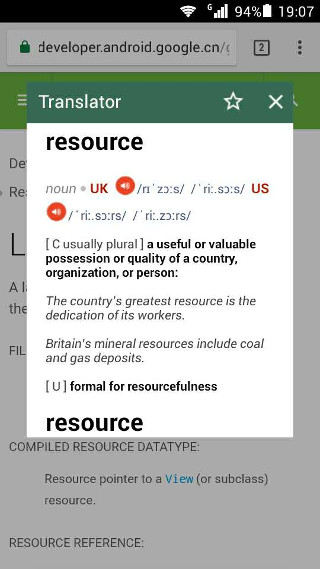 G 94% 19:07
developer.android.google.cn/g 2
Translator
resource
noun • UK /rɪˈzɔːs/ /ˈriː.sɔːs/ US
/ˈriː.sɔːrs/ /ˈriː.zɔːrs/
[ C usually plural ] a useful or valuable
possession or quality of a country,
organization, or person:
The country's greatest resource is the
dedication of its workers.
Britain's mineral resources include coal
and gas deposits.
[ U ] formal for resourcefulness
resource
De
Res
L
A la
the
FIL
COMPILED RESOURCE DATATYPE:
Resource pointer to a View (or subclass)
resource.
RESOURCE REFERENCE: